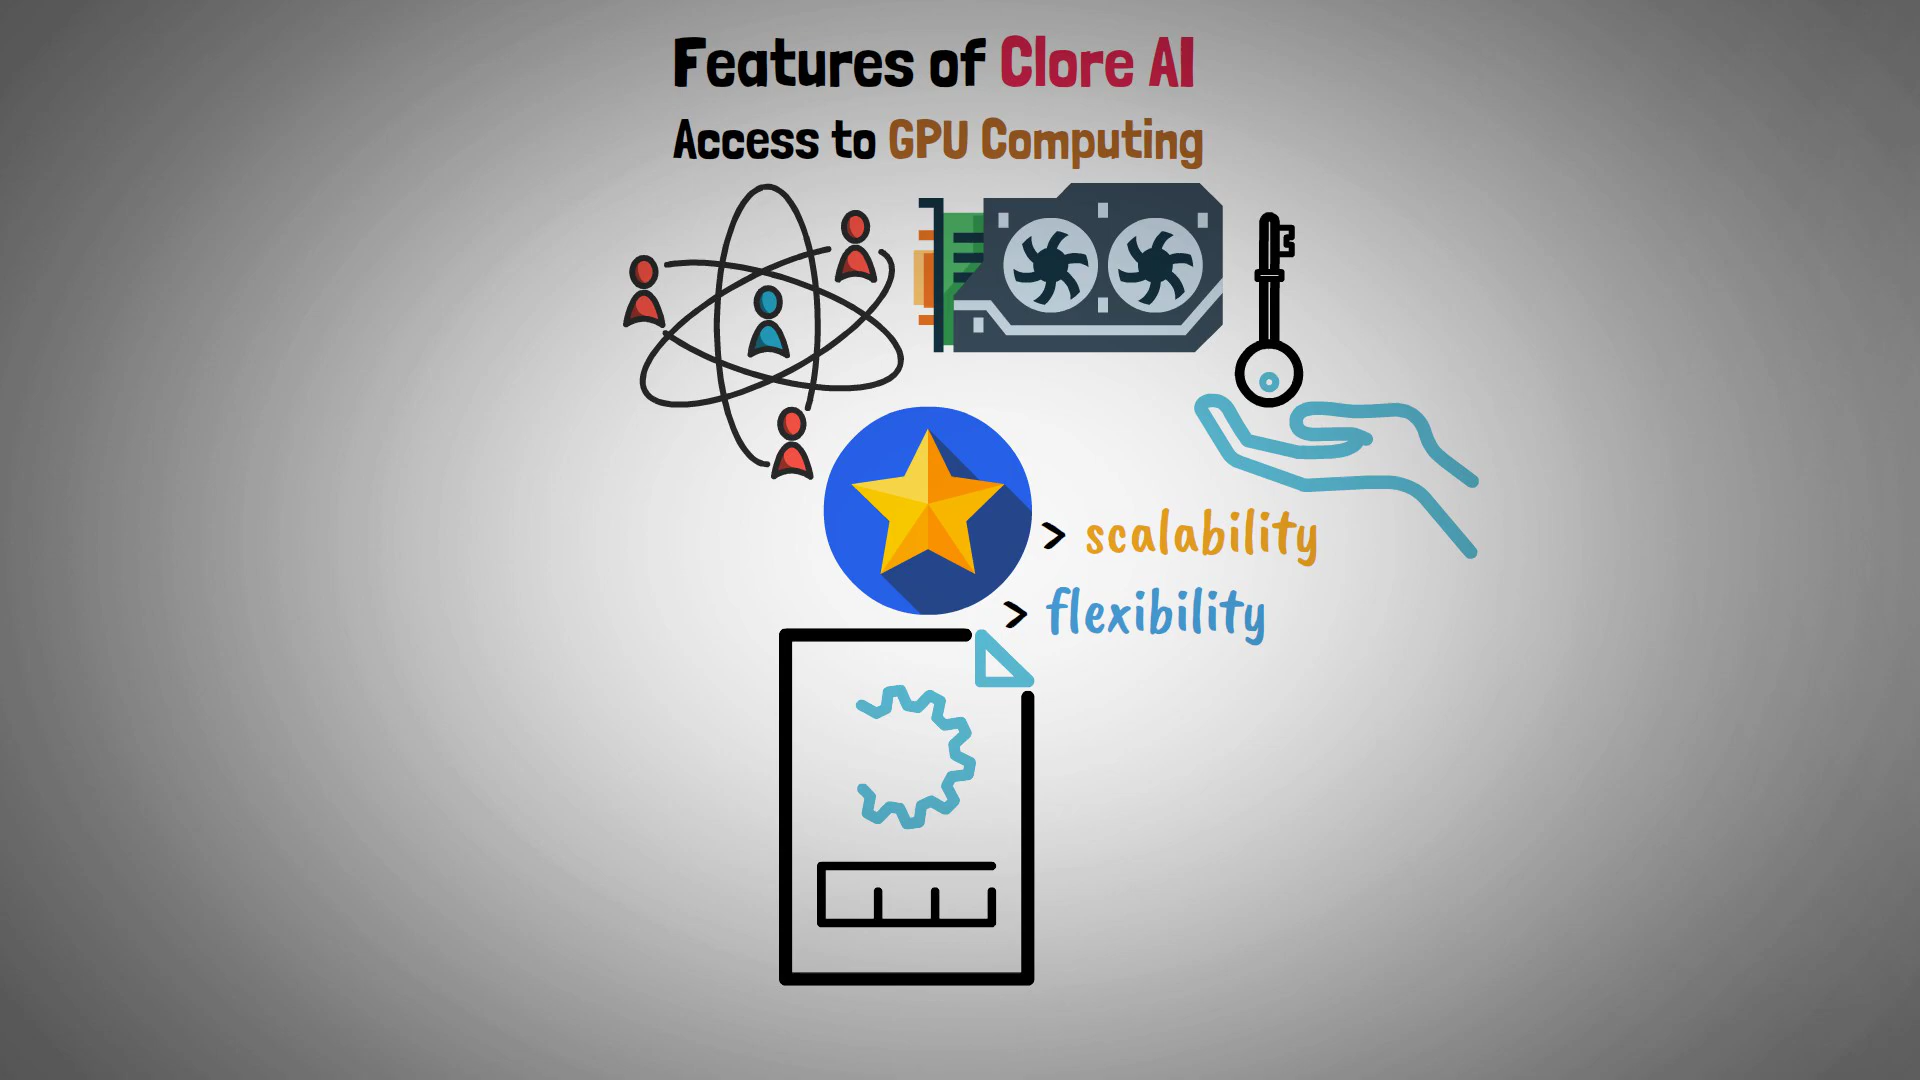 Features of Clore AI
Access to GPU Computing
> scalability
> flexibility